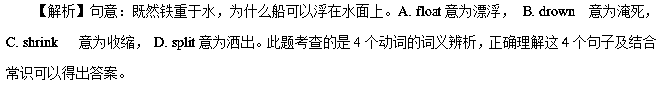 【解析】句意：既然铁重于水，为什么船可以浮在水面上。A. float 意为漂浮， B. drown 意为淹死，
C. shrink 意为收缩， D. split 意为洒出。此题考查的是 4 个动词的词义辨析，正确理解这 4 个句子及结合
常识可以得出答案。